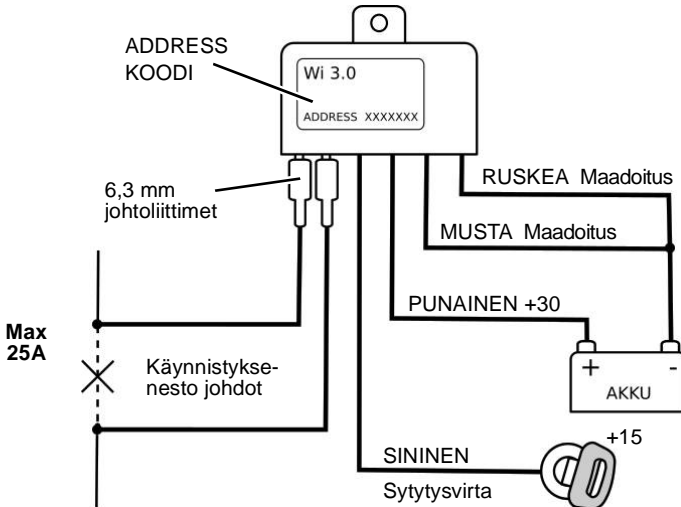 ADDRESS
KOODI
Wi 3.0
ADDRESS XXXXXXX
6,3 mm
johtoliittimet
RUSKEA Maadoitus
MUSTA Maadoitus
PUNAINEN +30
Max
25A
Käynnistykse-
nesto johdot
+ -
AKKU
+15
SININEN
Sytytysvirta